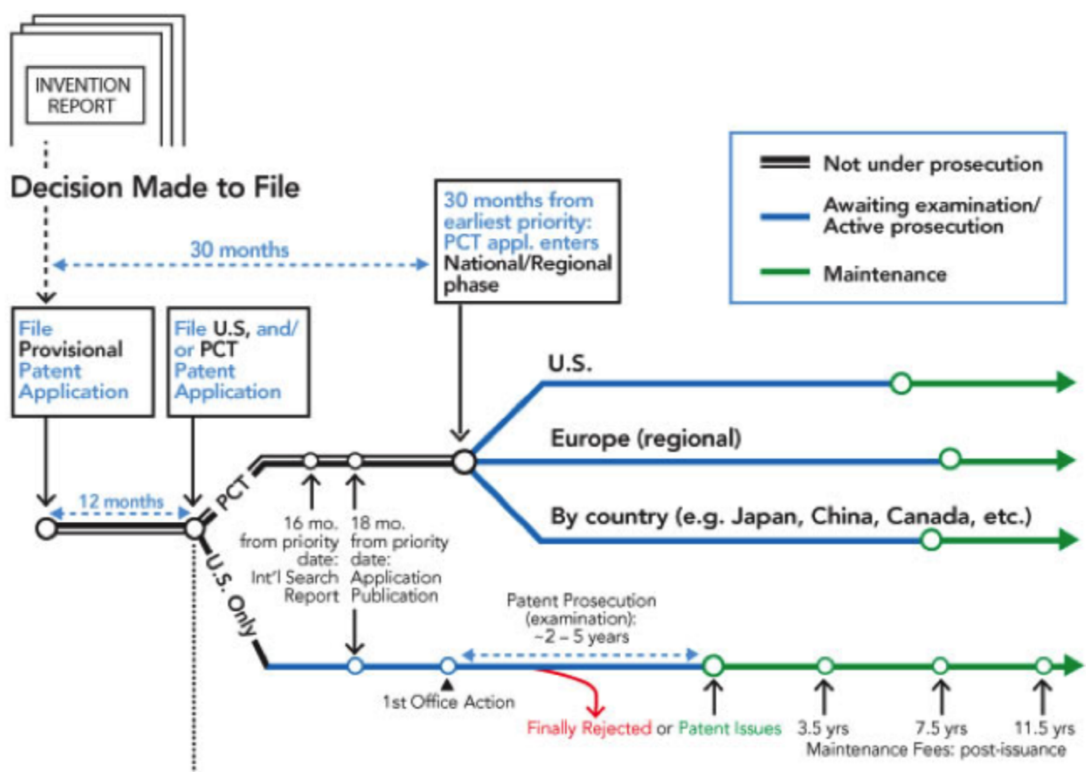 INVENTION
REPORT
Decision Made to File
30 months
30 months from
earliest priority:
PCT appl. enters
National/Regional
phase
Not under prosecution
Awaiting examination/
Active prosecution
Maintenance
File
Provisional
Patent
Application
File U.S, and/
or PCT
Patent
Application
U.S.
Europe (regional)
By country (e.g. Japan, China, Canada, etc.)
12 months
PCT
U.S. Only
16 mo.
from priority
date:
Int'l Search
Report
18 mo.
from priority
date:
Application
Publication
Patent Prosecution
(examination):
~2 – 5 years
1st Office Action
Finally Rejected or Patent Issues
3.5 yrs
7.5 yrs
11.5 yrs
Maintenance Fees: post-issuance